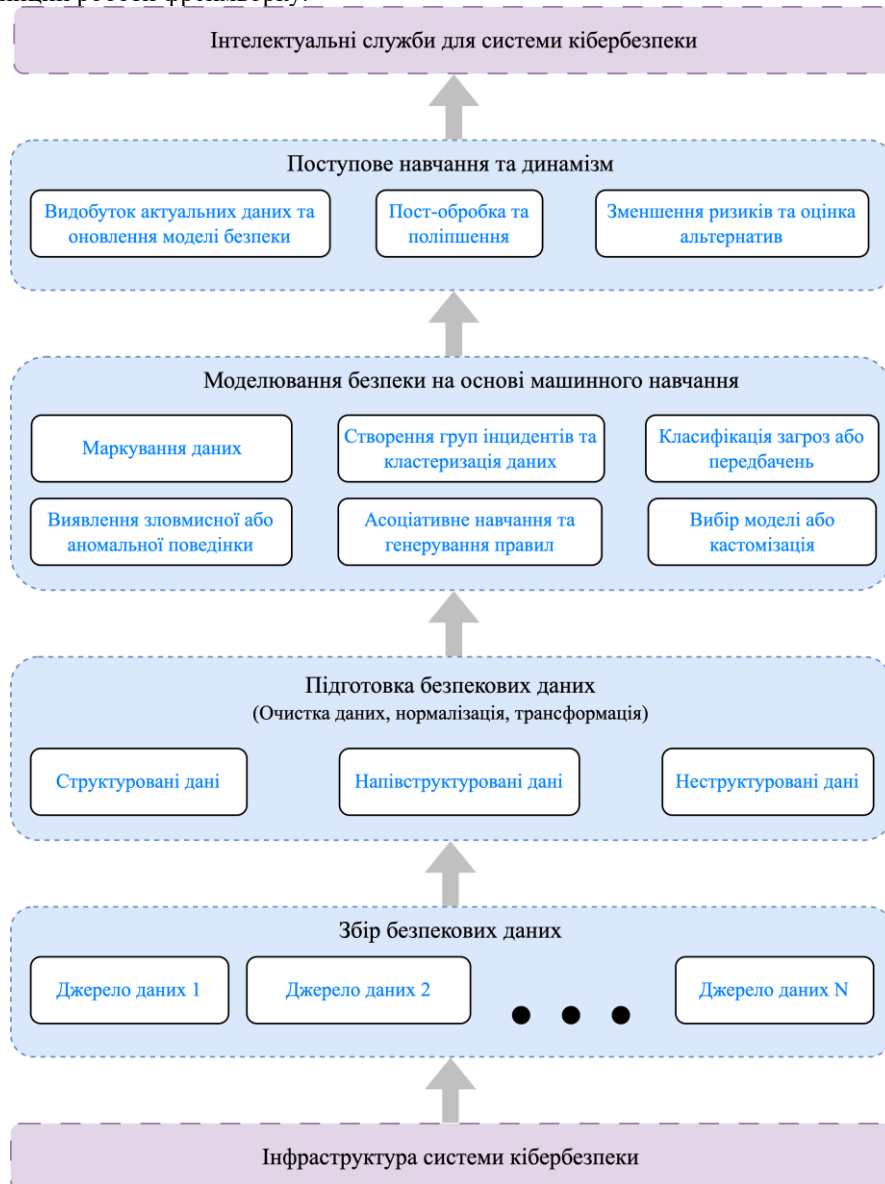 роботи фреймворку.
Інтелектуальні служби для системи кібербезпеки
Поступове навчання та динамізм
Видобуток актуальних даних та
оновлення моделі безпеки
Пост-обробка та
поліпшення
Зменшення ризиків та оцінка
альтернатив
Моделювання безпеки на основі машинного навчання
Маркування даних
Створення груп інцидентів та
кластеризація даних
Класифікація загроз або
передбачень
Виявлення зловмисної або
аномальної поведінки
Асоціативне навчання та
генерування правил
Вибір моделі або
кастомізація
Підготовка безпекових даних
(Очистка даних, нормалізація, трансформація)
Структуровані дані
Напівструктуровані дані
Неструктуровані дані
Збір безпекових даних
Джерело даних 1
Джерело даних 2
Джерело даних N
Інфраструктура системи кібербезпеки